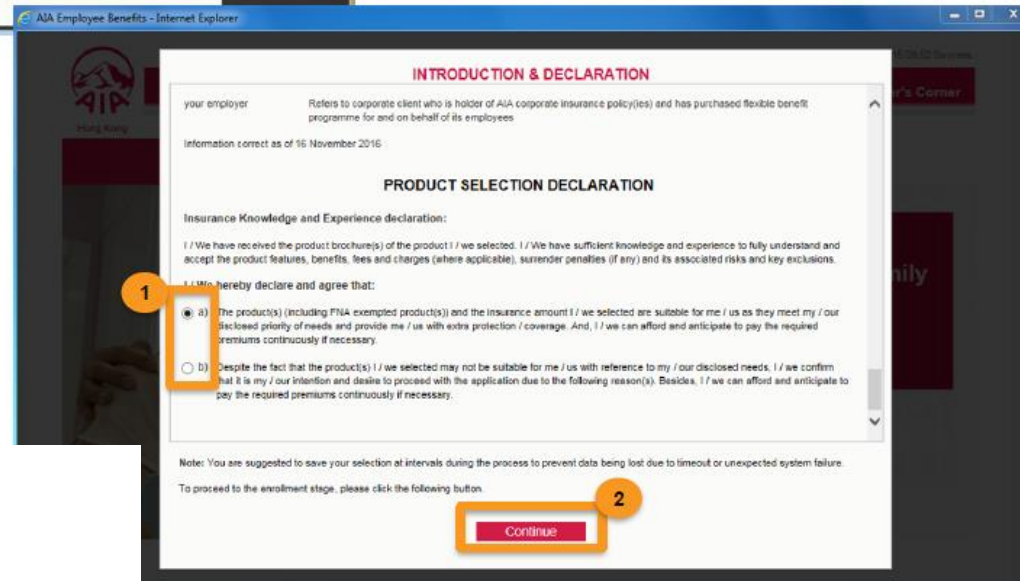 AIA Employee Benefits - Internet Explorer
AIA
Hong Kong
er's Corner
INTRODUCTION & DECLARATION
your employer Refers to corporate client who is holder of AIA corporate insurance policy(ies) and has purchased flexible benefit
programme for and on behalf of its employees
Information correct as of 16 November 2016
PRODUCT SELECTION DECLARATION
Insurance Knowledge and Experience declaration:
I / We have received the product brochure(s) of the product I / we selected. I / We have sufficient knowledge and experience to fully understand and
accept the product features, benefits, fees and charges (where applicable), surrender penalties (if any) and its associated risks and key exclusions.
I / We hereby declare and agree that:
1
a) The product(s) (including FNA exempted product(s)) and the insurance amount I / we selected are suitable for me / us as they meet my / our
disclosed priority of needs and provide me / us with extra protection / coverage. And, I / we can afford and anticipate to pay the required
premiums continuously if necessary.
b) Despite the fact that the product(s) I / we selected may not be suitable for me / us with reference to my / our disclosed needs, I / we confirm
that it is my / our intention and desire to proceed with the application due to the following reason(s). Besides, I / we can afford and anticipate to
pay the required premiums continuously if necessary.
mily
Note: You are suggested to save your selection at intervals during the process to prevent data being lost due to timeout or unexpected system failure.
To proceed to the enrollment stage, please click the following button.
2
Continue